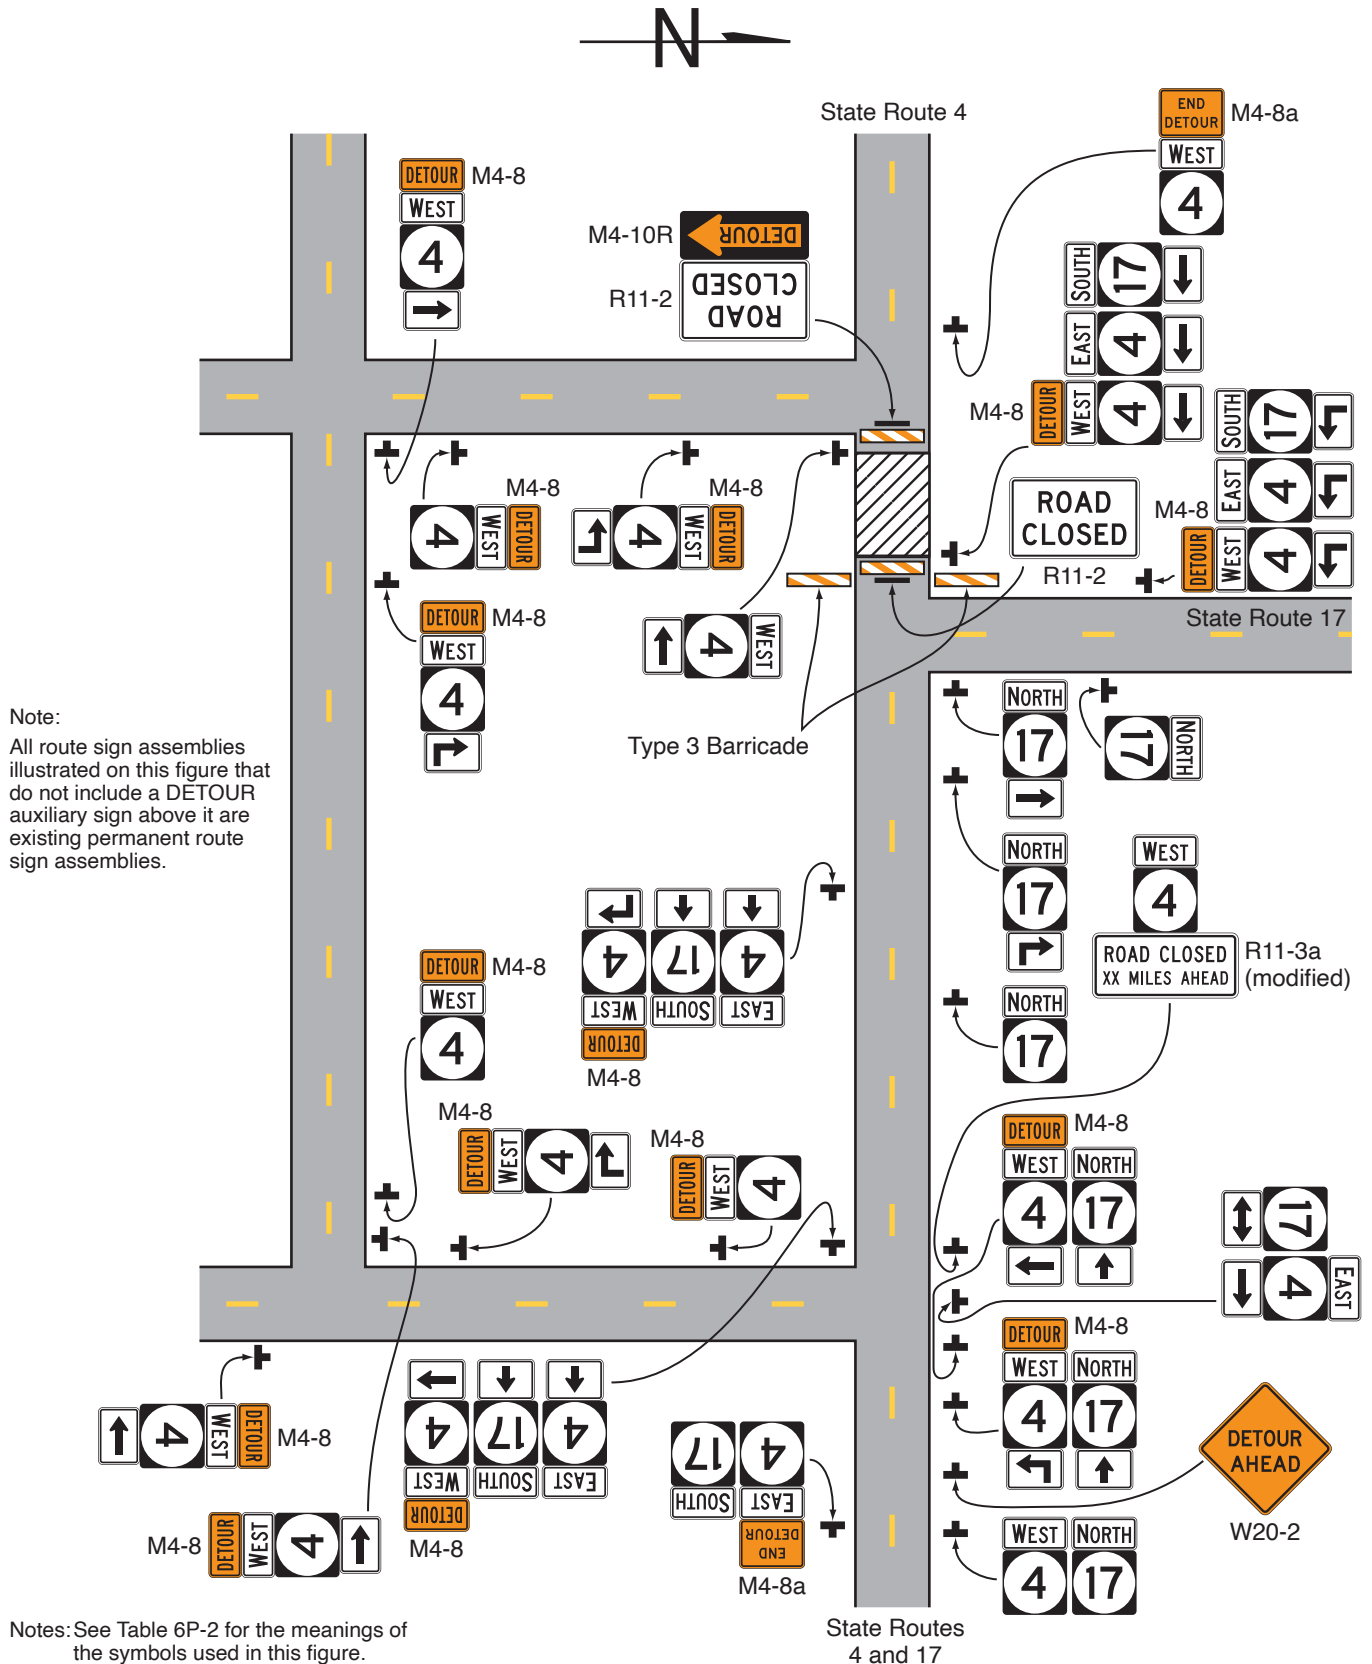 N
State Route 4
END
DETOUR
M4-8a
WEST
4
DETOUR
M4-8
WEST
4
M4-10R
DETOUR
R11-2
ROAD
CLOSED
SOUTH
17
EAST
4
M4-8
DETOUR
WEST
4
SOUTH
17
EAST
4
M4-8
DETOUR
WEST
4
ROAD
CLOSED
R11-2
State Route 17
M4-8
4
WEST
DETOUR
M4-8
4
WEST
DETOUR
DETOUR
M4-8
WEST
4
4
WEST
Type 3 Barricade
Note:
All route sign assemblies
illustrated on this figure that
do not include a DETOUR
auxiliary sign above it are
existing permanent route
sign assemblies.
NORTH
17
17
NORTH
NORTH
17
NORTH
17
WEST
4
ROAD CLOSED
XX MILES AHEAD
R11-3a
(modified)
4
17
4
WEST
SOUTH
EAST
DETOUR
M4-8
DETOUR
M4-8
WEST
4
M4-8
DETOUR
WEST
4
M4-8
DETOUR
WEST
4
DETOUR
M4-8
WEST
NORTH
4
17
17
4
EAST
DETOUR
M4-8
WEST
NORTH
4
17
DETOUR
AHEAD
W20-2
WEST
NORTH
4
17
4
WEST
DETOUR
M4-8
M4-8
DETOUR
WEST
4
4
17
4
WEST
SOUTH
EAST
DETOUR
M4-8
17
4
SOUTH
EAST
END
DETOUR
M4-8a
State Routes
4 and 17
Notes: See Table 6P-2 for the meanings of
the symbols used in this figure.